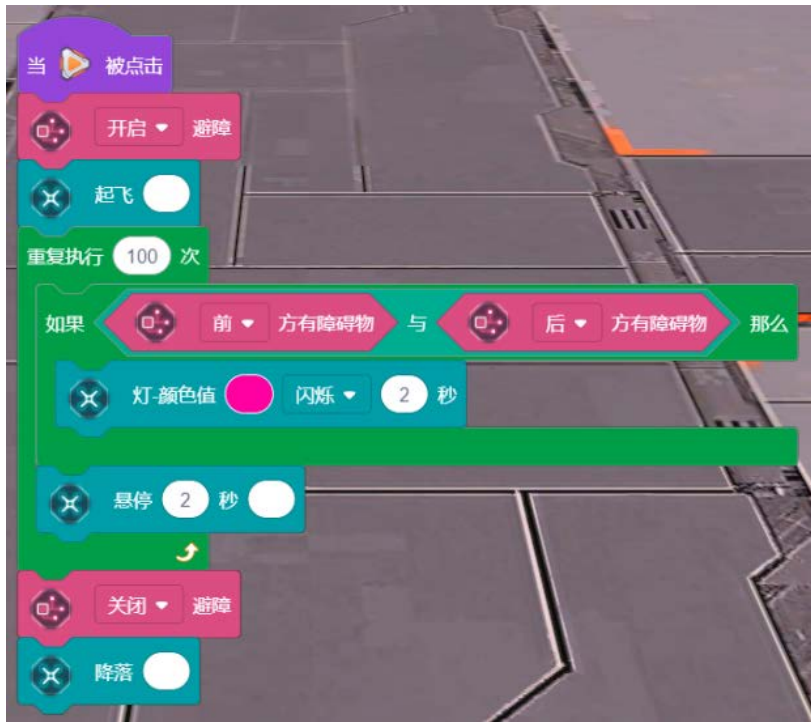 当 被点击
开启 避障
起飞
重复执行 100 次
如果 前 方有障碍物 与 后 方有障碍物 那么
灯-颜色值 闪烁 2 秒
悬停 2 秒
关闭 避障
降落